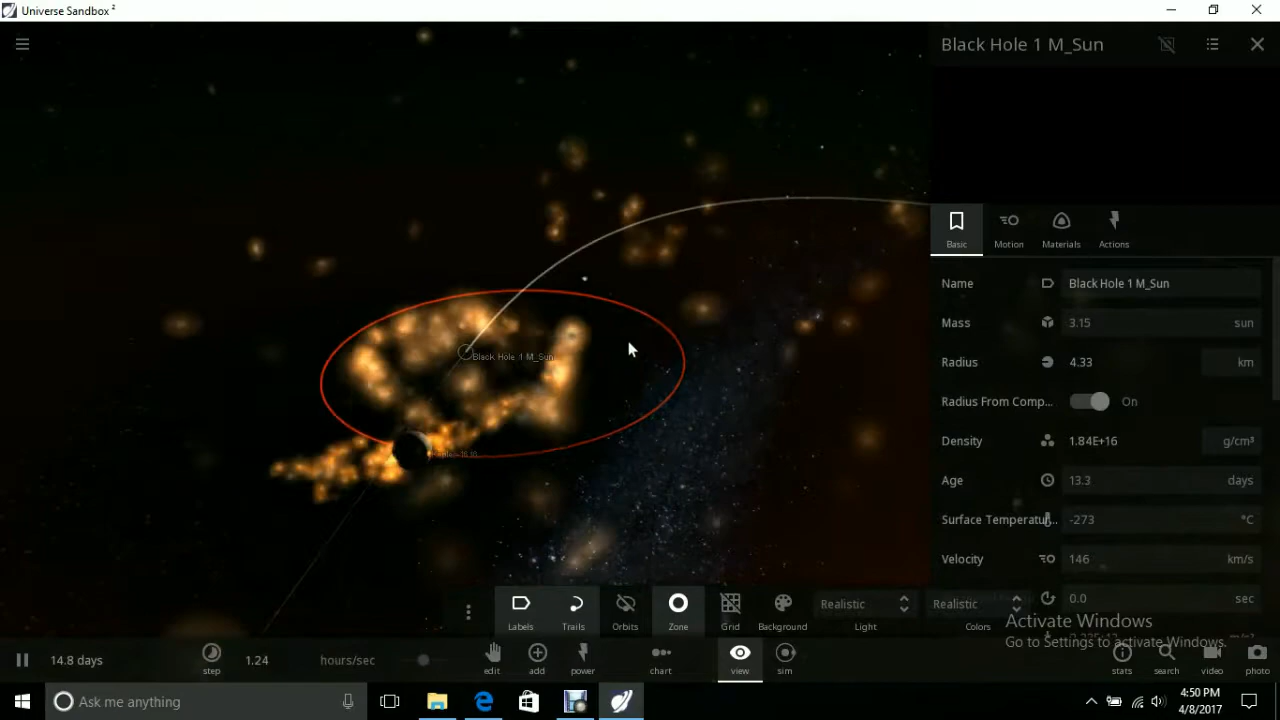 Universe Sandbox ²
Black Hole 1 M_Sun
Basic
Motion
Materials
Actions
Name
Black Hole 1 M_Sun
Mass
3.15
sun
Radius
4.33
km
Radius From Comp...
On
Density
1.84E+16
g/cm³
Age
13.3
days
Surface Temperatur...
-273
°C
Velocity
146
km/s
0.0
sec
Black Hole 1 M_Sun
Labels
Trails
Orbits
Zone
Grid
Background
Realistic
Light
Realistic
Colors
Activate Windows
Go to Settings to activate Windows.
14.8 days
step
1.24
hours/sec
edit
add
power
chart
view
sim
stats
search
video
photo
Ask me anything
4:50 PM
4/8/2017